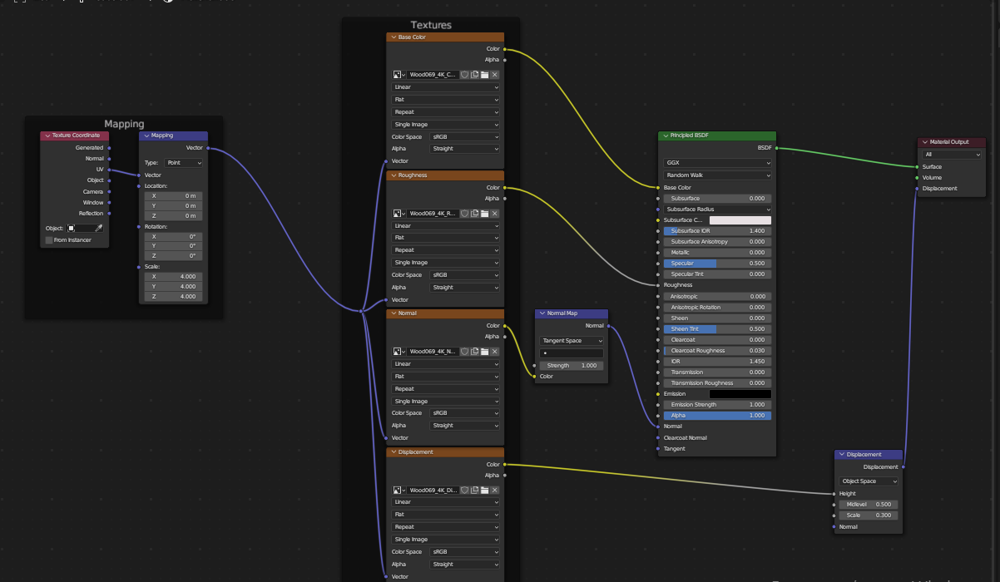 Mapping
Texture Coordinate
Generated
Normal
UV
Object
Camera
Window
Reflection
Object:
From Instancer
Mapping
Vector
Type: Point
Vector
Location:
X 0 m
Y 0 m
Z 0 m
Rotation:
X 0°
Y 0°
Z 0°
Scale:
X 4.000
Y 4.000
Z 4.000
Textures
Base Color
Color
Alpha
Wood069_4K_C...
Linear
Flat
Repeat
Single Image
Color Space sRGB
Alpha Straight
Vector
Roughness
Color
Alpha
Wood069_4K_R...
Linear
Flat
Repeat
Single Image
Color Space sRGB
Alpha Straight
Vector
Normal
Color
Alpha
Wood069_4K_N...
Linear
Flat
Repeat
Single Image
Color Space sRGB
Alpha Straight
Vector
Displacement
Color
Alpha
Wood069_4K_Di...
Linear
Flat
Repeat
Single Image
Color Space sRGB
Alpha Straight
Vector
Normal Map
Normal
Tangent Space
Strength 1.000
Color
Principled BSDF
BSDF
GGX
Random Walk
Base Color
Subsurface 0.000
Subsurface Radius
Subsurface C...
Subsurface IOR 1.400
Subsurface Anisotropy 0.000
Metallic 0.000
Specular 0.500
Specular Tint 0.000
Roughness
Anisotropic 0.000
Anisotropic Rotation 0.000
Sheen 0.000
Sheen Tint 0.500
Clearcoat 0.000
Clearcoat Roughness 0.030
IOR 1.450
Transmission 0.000
Transmission Roughness 0.000
Emission
Emission Strength 1.000
Alpha 1.000
Normal
Clearcoat Normal
Tangent
Displacement
Displacement
Object Space
Height
Midlevel 0.500
Scale 0.300
Normal
Material Output
All
Surface
Volume
Displacement